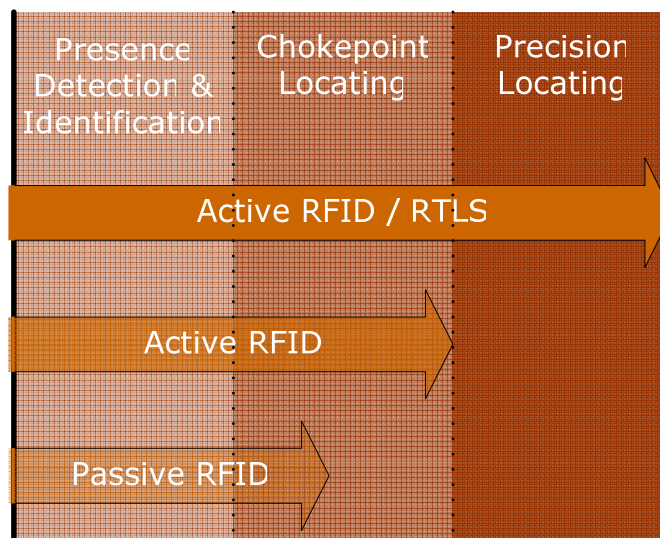 Presence
Detection &
Identification
Chokepoint
Locating
Precision
Locating
Active RFID / RTLS
Active RFID
Passive RFID